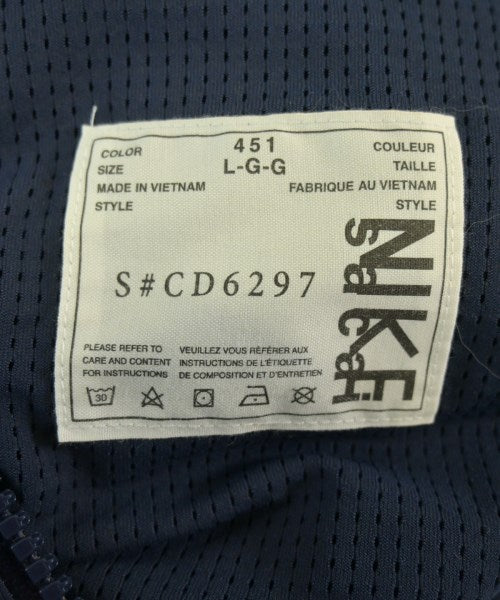 COLOR 451 COULEUR
SIZE L-G-G TAILLE
MADE IN VIETNAM FABRIQUE AU VIETNAM
STYLE STYLE
S#CD6297
NIKE
sacai
PLEASE REFER TO VEUILLEZ VOUS RÉFÉRER AUX
CARE AND CONTENT INSTRUCTIONS DE L'ÉTIQUETTE
FOR INSTRUCTIONS DE COMPOSITION ET D'ENTRETIEN
30